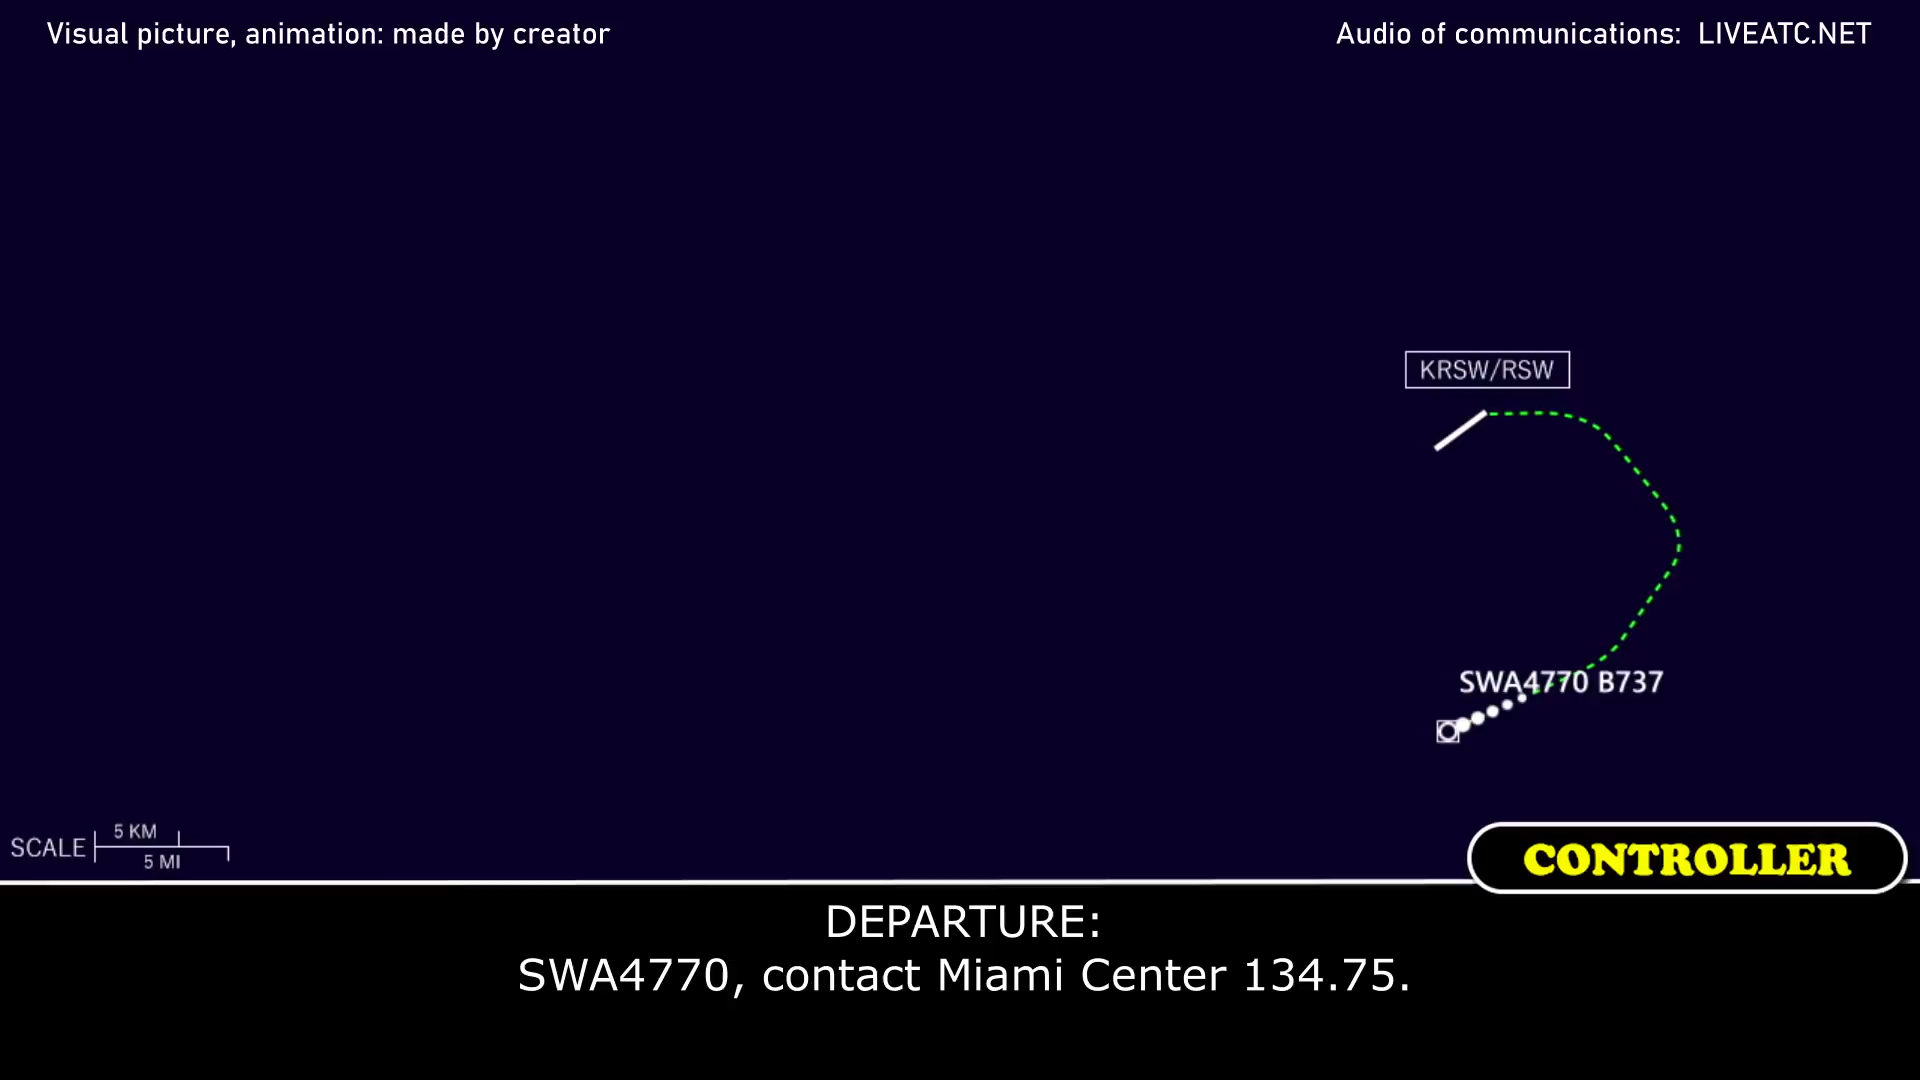 Visual picture, animation: made by creator
Audio of communications: LIVEATC.NET
KRSW/RSW
SWA4770 B737
5 KM
SCALE
5 MI
CONTROLLER
DEPARTURE:
SWA4770, contact Miami Center 134.75.